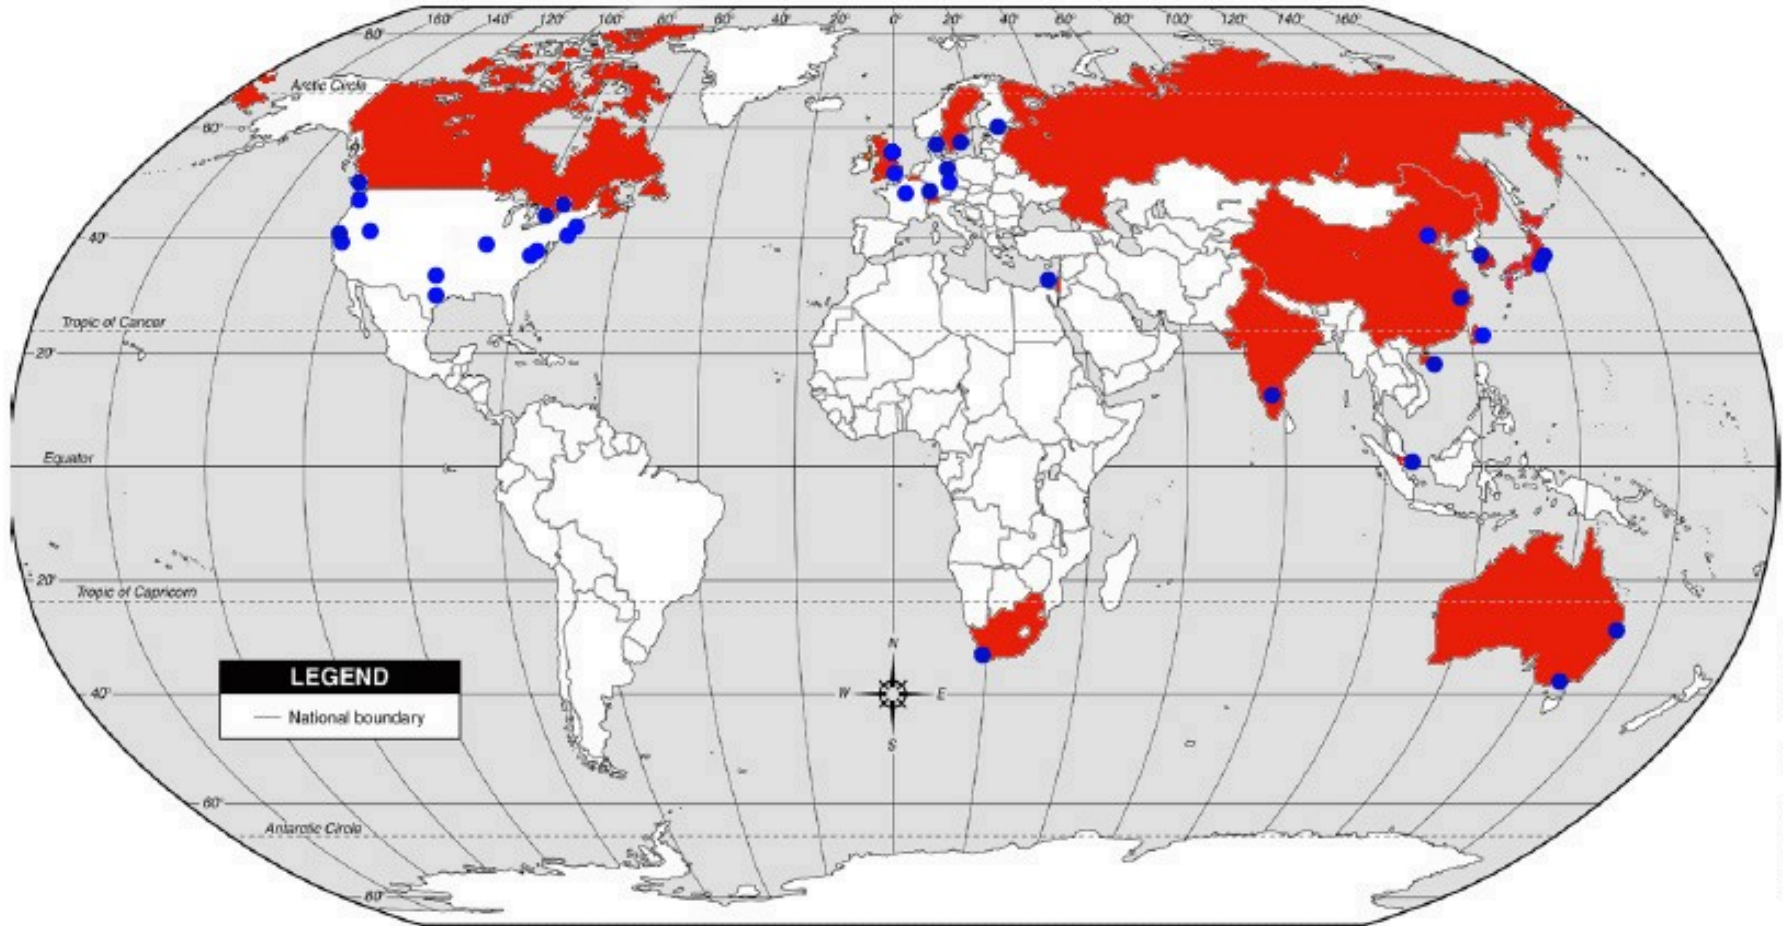 160° 140° 120° 100° 80° 60° 40° 20° 0° 20° 40° 60° 80° 100° 120° 140° 160°
80°
Arctic Circle
60°
40°
Tropic of Cancer
20°
Equator
20°
Tropic of Capricorn
N
W E
S
LEGEND
National boundary
40°
60°
Antarctic Circle
80°